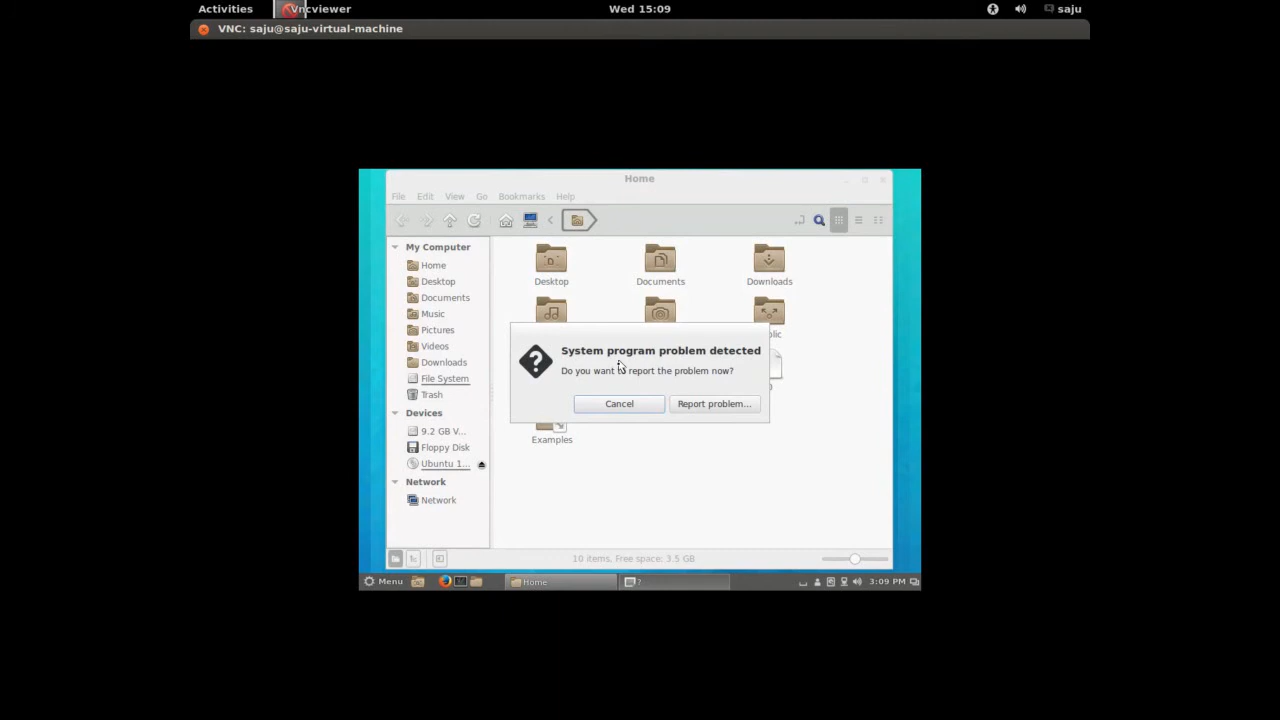 Activities
Vncviewer
Wed 15:09
saju
VNC: saju@saju-virtual-machine
Home
File Edit View Go Bookmarks Help
My Computer
Home
Desktop
Documents
Music
Pictures
Videos
Downloads
File System
Trash
Devices
9.2 GB V...
Floppy Disk
Ubuntu 1...
Network
Network
Desktop
Documents
Downloads
System program problem detected
Do you want to report the problem now?
Cancel
Report problem...
Examples
10 items, Free space: 3.5 GB
Menu
Home
?
3:09 PM